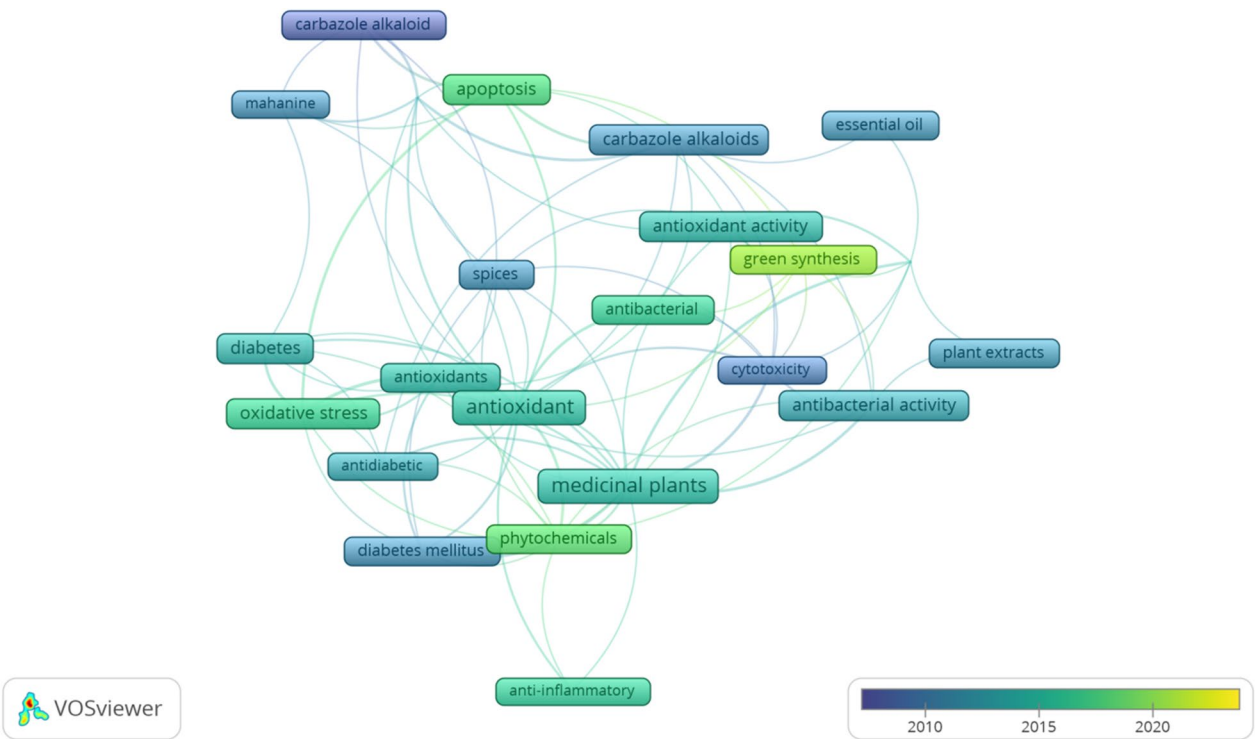 carbazole alkaloid
apoptosis
mahanine
essential oil
carbazole alkaloids
antioxidant activity
green synthesis
spices
antibacterial
diabetes
plant extracts
cytotoxicity
antioxidants
antibacterial activity
antioxidant
oxidative stress
antidiabetic
medicinal plants
phytochemicals
diabetes mellitus
anti-inflammatory
VOSviewer
2010 2015 2020